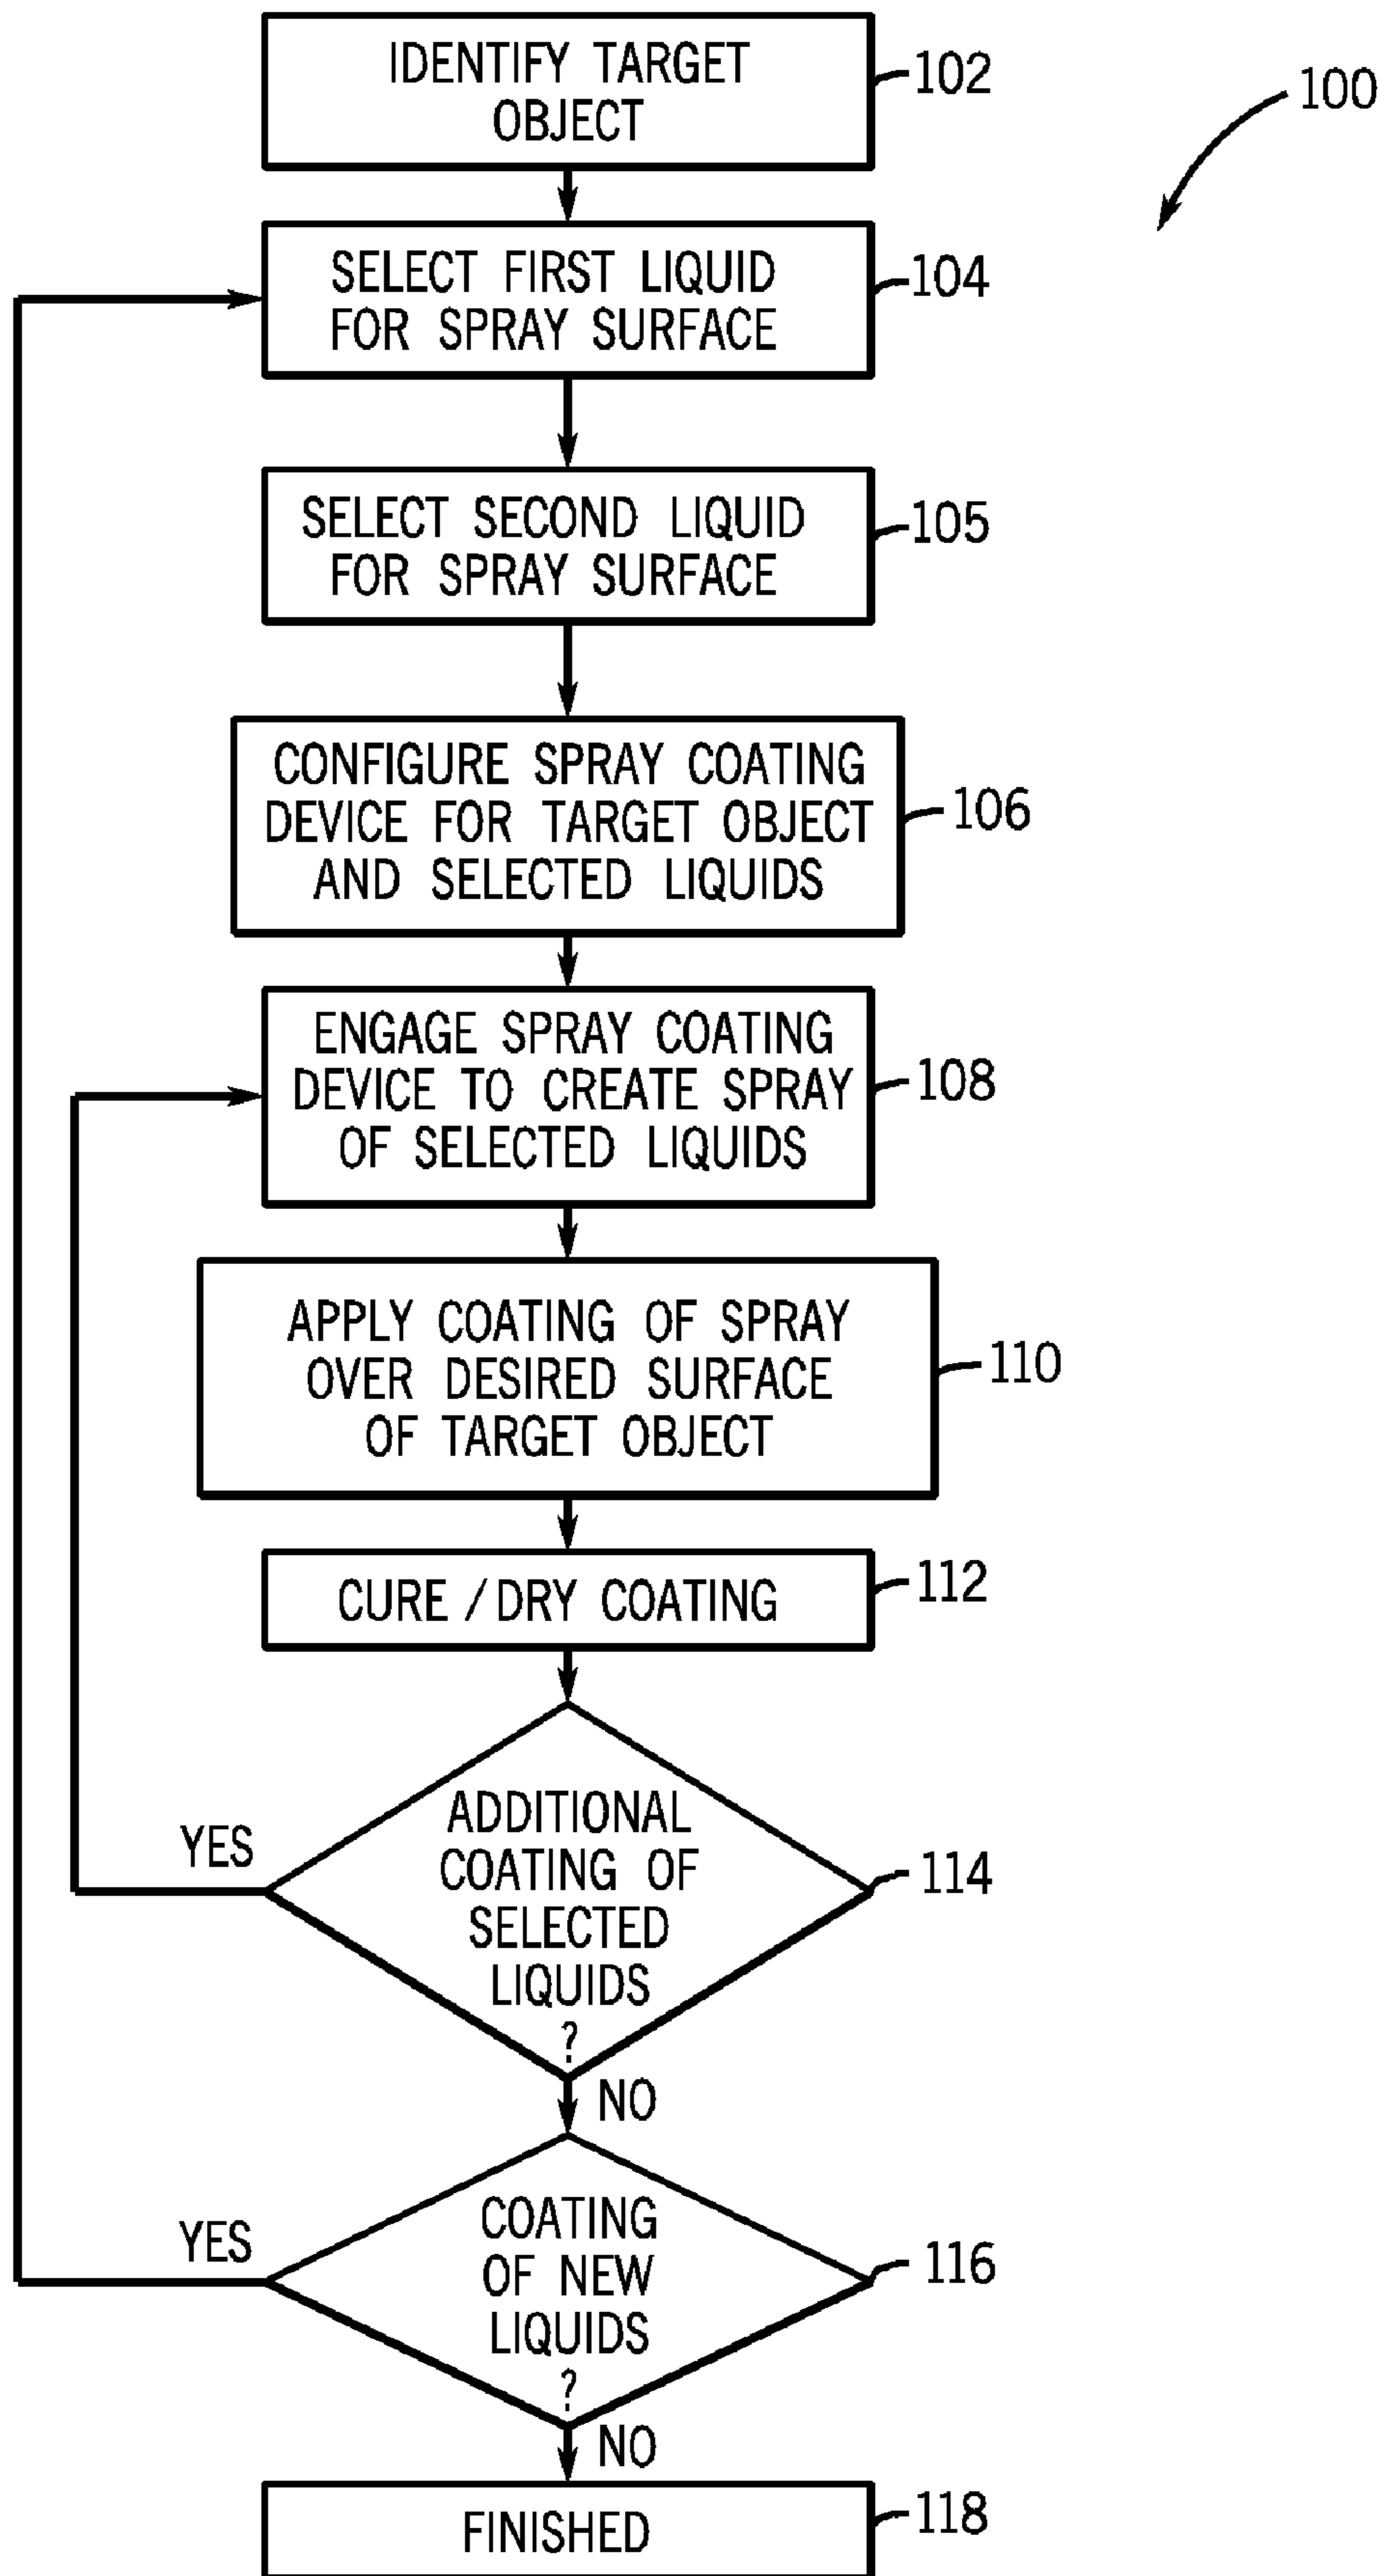 IDENTIFY TARGET
OBJECT
102
100
SELECT FIRST LIQUID
FOR SPRAY SURFACE
104
SELECT SECOND LIQUID
FOR SPRAY SURFACE
105
CONFIGURE SPRAY COATING
DEVICE FOR TARGET OBJECT
AND SELECTED LIQUIDS
106
ENGAGE SPRAY COATING
DEVICE TO CREATE SPRAY
OF SELECTED LIQUIDS
108
APPLY COATING OF SPRAY
OVER DESIRED SURFACE
OF TARGET OBJECT
110
CURE / DRY COATING
112
ADDITIONAL
COATING OF
SELECTED
LIQUIDS
?
114
YES
NO
COATING
OF NEW
LIQUIDS
?
116
YES
NO
FINISHED
118